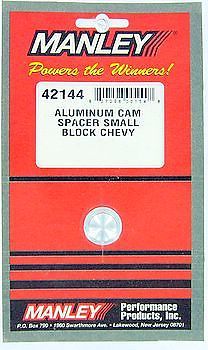 MANLEY
Powers the Winners!
42144
ALUMINUM CAM
SPACER SMALL
BLOCK CHEVY
MANLEY Performance
Products, Inc.
P.O. Box 790 • 1960 Swarthmore Ave. • Lakewood, New Jersey 08701